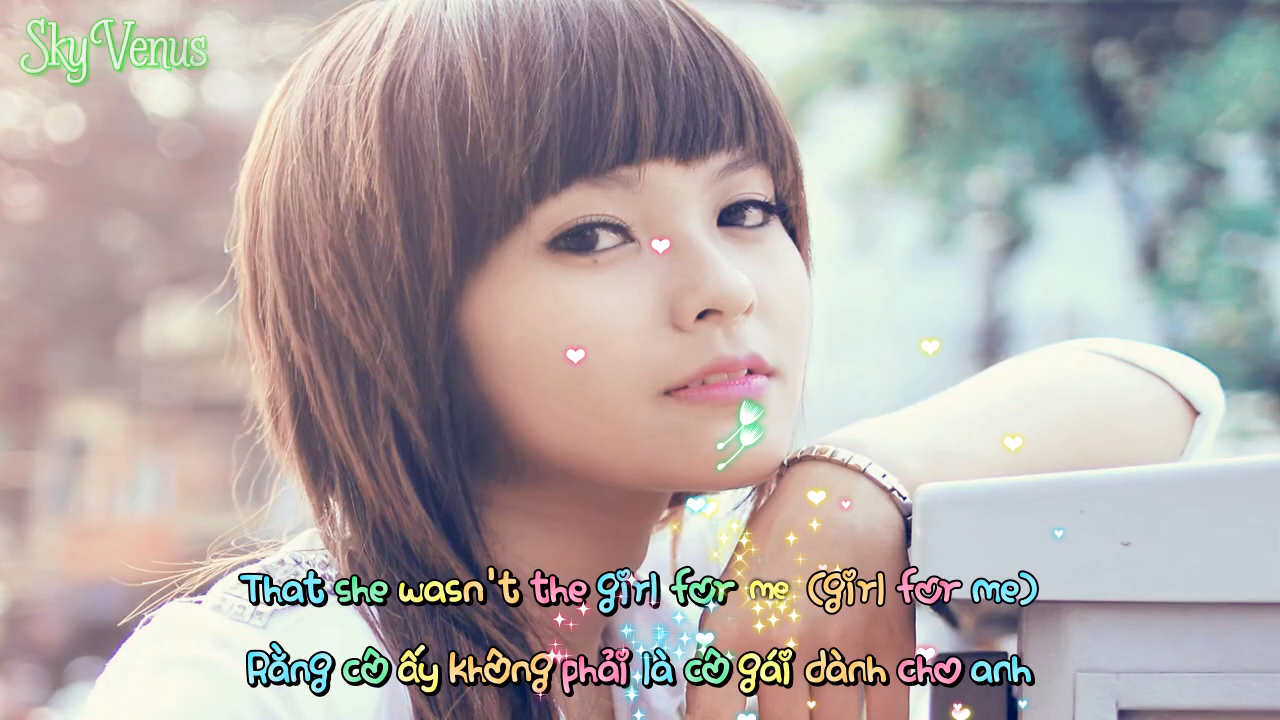 SkyVenus
That she wasn't the girl for me (girl for me)
Rằng cô ấy không phải là cô gái dành cho anh